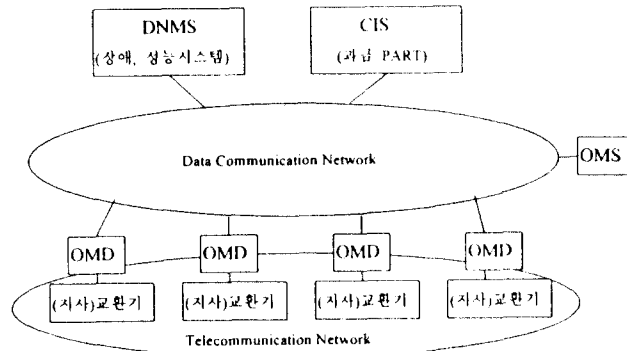 DNMS
(장애, 성능시스템)
CIS
(과금 PART)
Data Communication Network
OMS
OMD
OMD
OMD
OMD
(지사)교환기
(지사)교환기
(지사)교환기
(지사)교환기
Telecommunication Network